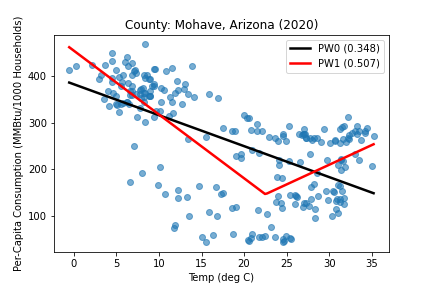 County: Mohave, Arizona (2020)
PW0 (0.348)
PW1 (0.507)
Per-Capita Consumption (MMBtu/1000 Households)
400
300
200
100
0 5 10 15 20 25 30 35
Temp (deg C)